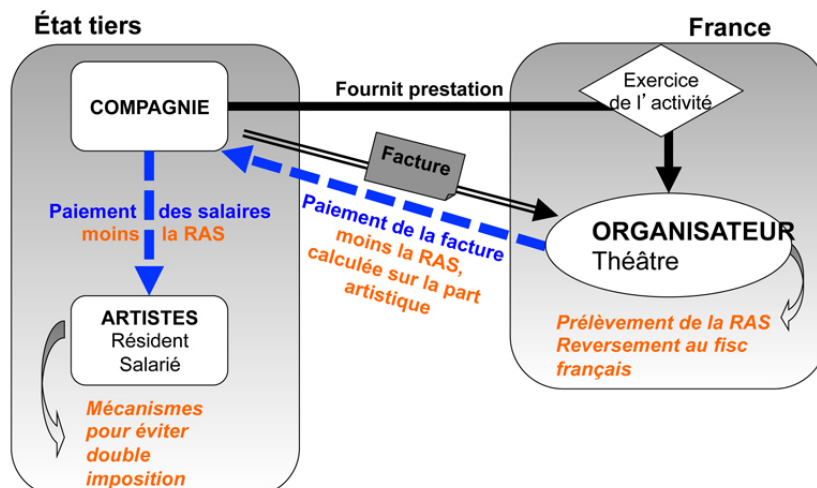 État tiers
France
COMPAGNIE
Fournit prestation
Exercice
de l'activité
Facture
Paiement des salaires
moins la RAS
Paiement de la facture
moins la RAS,
calculée sur la part
artistique
ORGANISATEUR
Théâtre
ARTISTES
Résident
Salarié
Prélèvement de la RAS
Reversement au fisc
français
Mécanismes
pour éviter
double
imposition